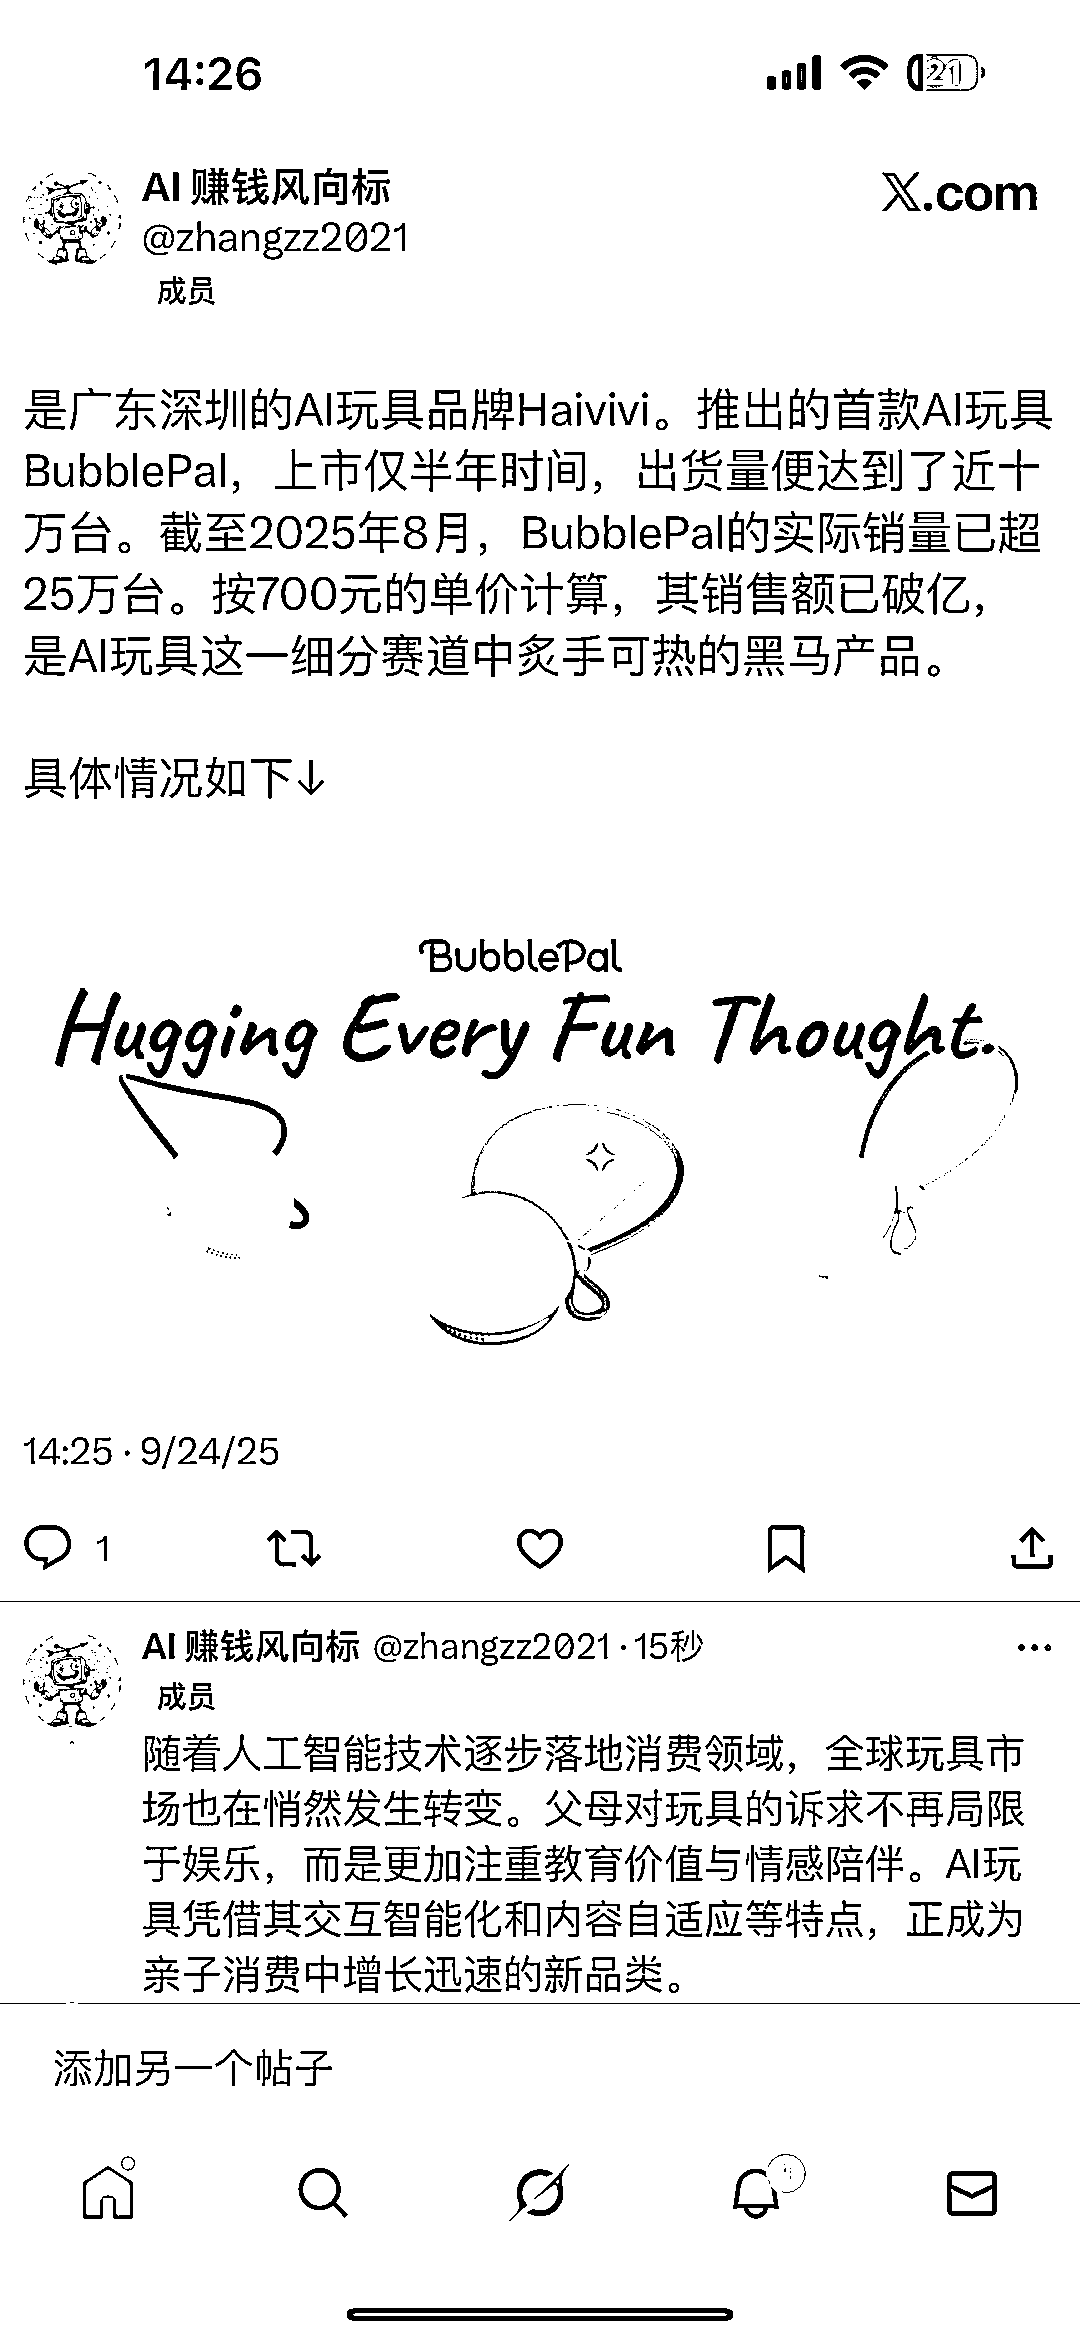 14:26
21
AI 赚钱风向标
X.com
@zhangzz2021
成员
是广东深圳的AI玩具品牌Haivivi。推出的首款AI玩具
BubblePal，上市仅半年时间，出货量便达到了近十
万台。截至2025年8月，BubblePal的实际销量已超
25万台。按700元的单价计算，其销售额已破亿，
是AI玩具这一细分赛道中炙手可热的黑马产品。
具体情况如下↓
BubblePal
Hugging Every Fun Thought.
14:25 · 9/24/25
1
AI 赚钱风向标 @zhangzz2021 · 15秒
成员
随着人工智能技术逐步落地消费领域，全球玩具市
场也在悄然发生转变。父母对玩具的诉求不再局限
于娱乐，而是更加注重教育价值与情感陪伴。AI玩
具凭借其交互智能化和内容自适应等特点，正成为
亲子消费中增长迅速的新品类。
添加另一个帖子